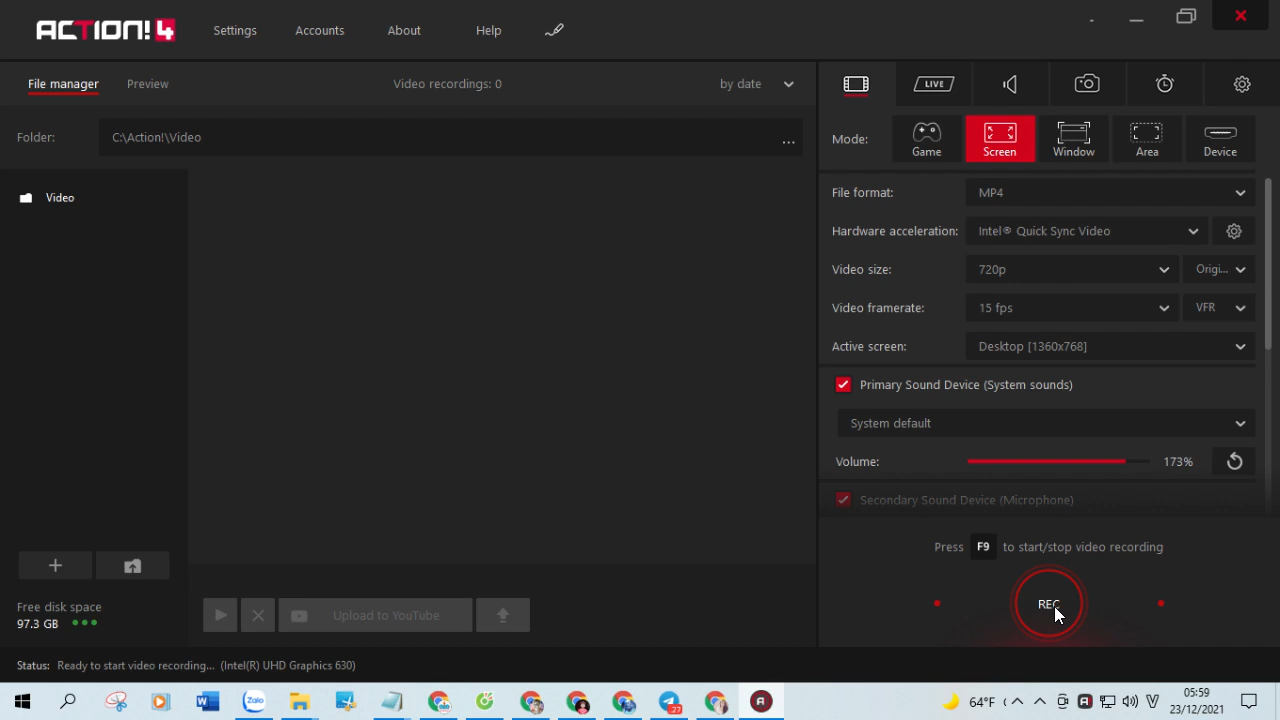 ACTION! 4
Settings Accounts About Help
File manager Preview Video recordings: 0 by date
LIVE
Folder: C:\Action!\Video ...
Mode: Game Screen Window Area Device
Video
File format: MP4
Hardware acceleration: Intel® Quick Sync Video
Video size: 720p Origi...
Video framerate: 15 fps VFR
Active screen: Desktop [1360x768]
Primary Sound Device (System sounds)
System default
Volume: 173%
Secondary Sound Device (Microphone)
Press F9 to start/stop video recording
REC
Free disk space
97.3 GB
Upload to YouTube
Status: Ready to start video recording... (Intel(R) UHD Graphics 630)
Zalo
27
64°F
05:59
23/12/2021